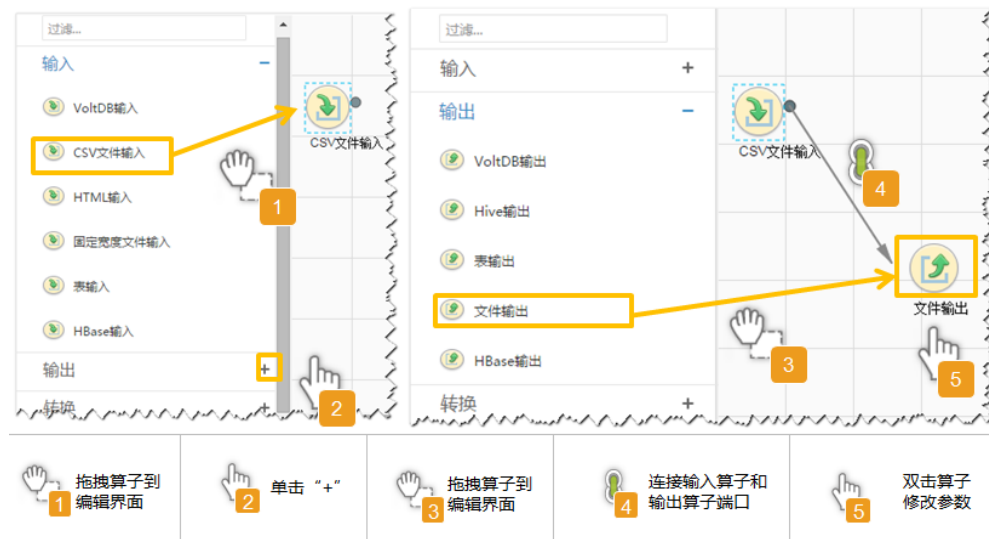 过滤...
输入
VoltDB输入
CSV文件输入
HTML输入
固定宽度文件输入
表输入
HBase输入
输出
+
转换
+
CSV文件输入
1
2
过滤...
输入
+
输出
VoltDB输出
Hive输出
表输出
文件输出
HBase输出
转换
+
CSV文件输入
4
文件输出
3
5
1
拖拽算子到
编辑界面
2
单击“+”
3
拖拽算子到
编辑界面
4
连接输入算子和
输出算子端口
5
双击算子
修改参数